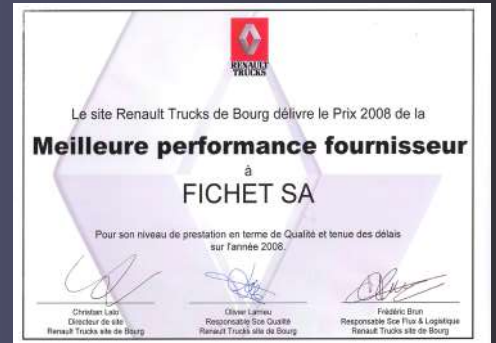 RENAULT
TRUCKS
Le site Renault Trucks de Bourg délivre le Prix 2008 de la
Meilleure performance fournisseur
à
FICHET SA
Pour son niveau de prestation en terme de Qualité et tenue des délais
sur l'année 2008.
Christian Lalo
Directeur de site
Renault Trucks site de Bourg
Olivier Larrieu
Responsable Sce Qualité
Renault Trucks site de Bourg
Frédéric Brun
Responsable Sce Flux & Logistique
Renault Trucks site de Bourg